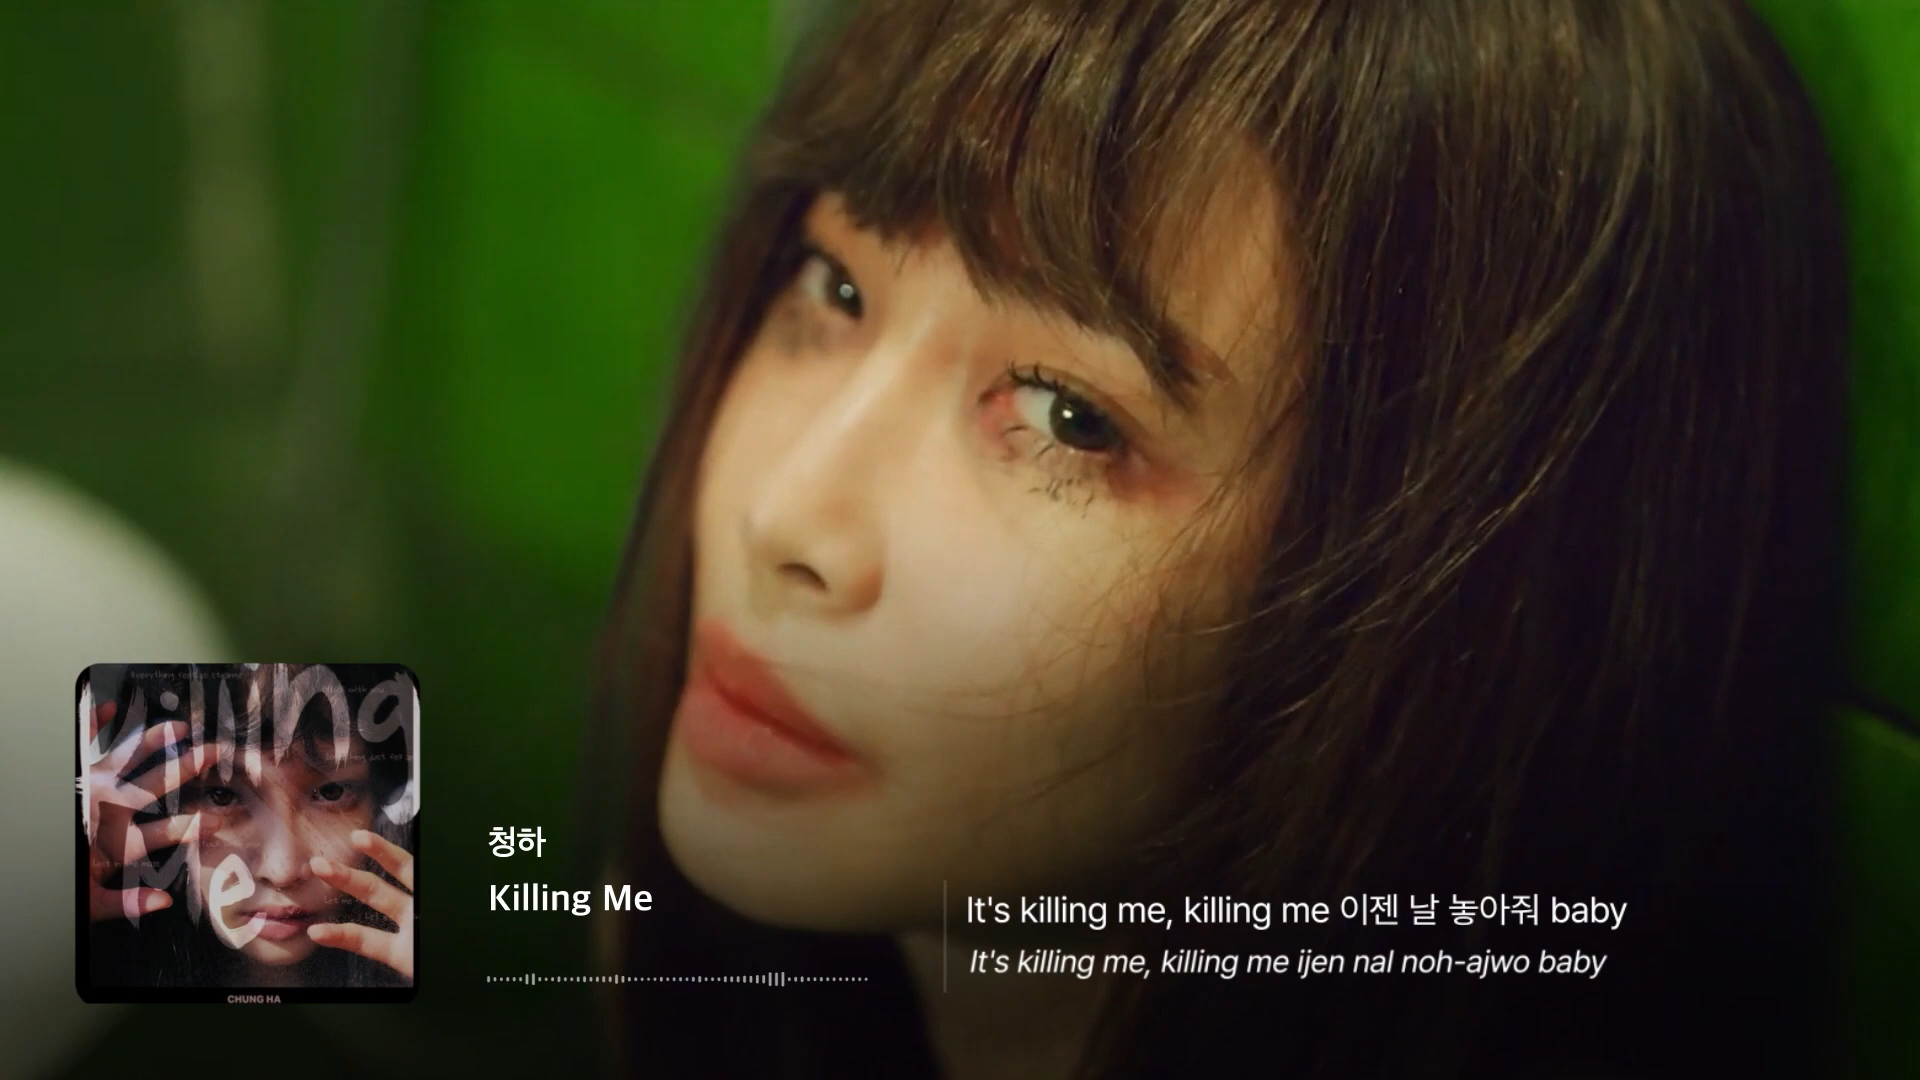 Killing
Me
CHUNG HA
청하
Killing Me
It's killing me, killing me 이젠 날 놓아줘 baby
It's killing me, killing me ijen nal noh-ajwo baby